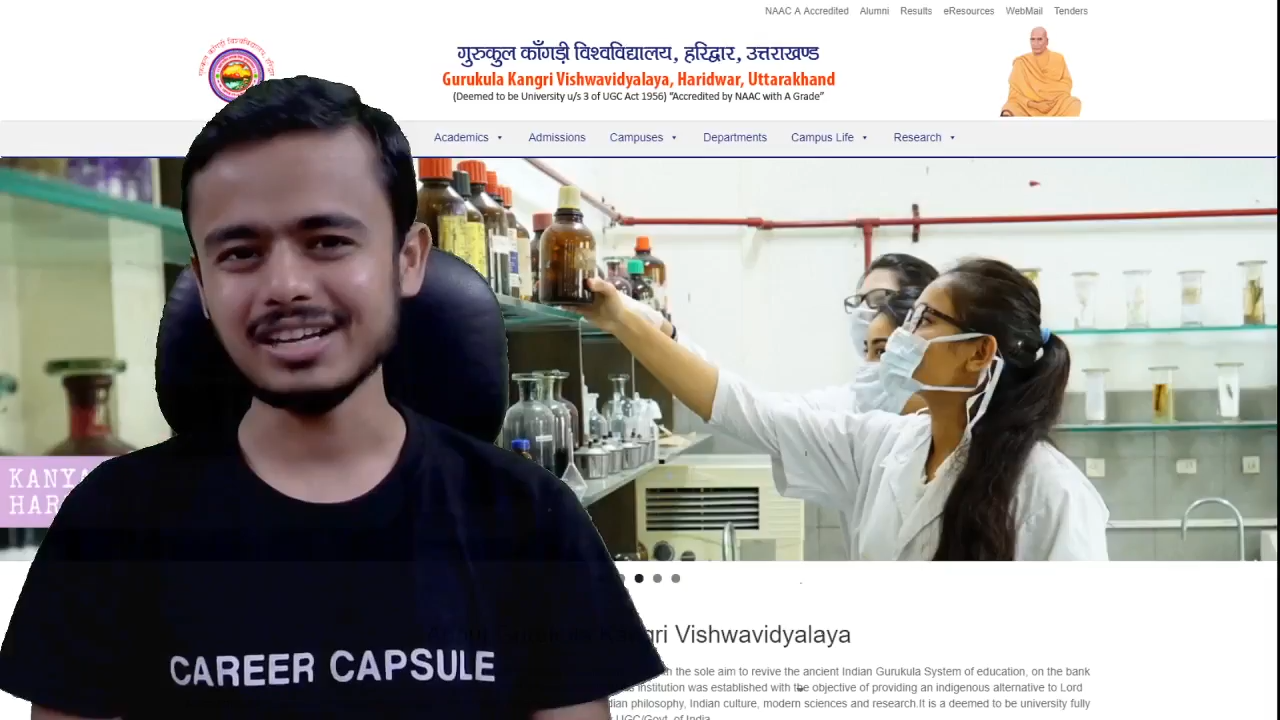 NAAC A Accredited Alumni Results eResources WebMail Tenders
गुरुकुल काँगड़ी विश्वविद्यालय, हरिद्वार, उत्तराखण्ड
Gurukula Kangri Vishwavidyalaya, Haridwar, Uttarakhand
(Deemed to be University u/s 3 of UGC Act 1956) "Accredited by NAAC with A Grade"
Academics Admissions Campuses Departments Campus Life Research
KANYA
HAR
Kangri Vishwavidyalaya
the sole aim to revive the ancient Indian Gurukula System of education, on the bank
institution was established with the objective of providing an indigenous alternative to Lord
philosophy, Indian culture, modern sciences and research.It is a deemed to be university fully
UGC/Govt. of India
CAREER CAPSULE